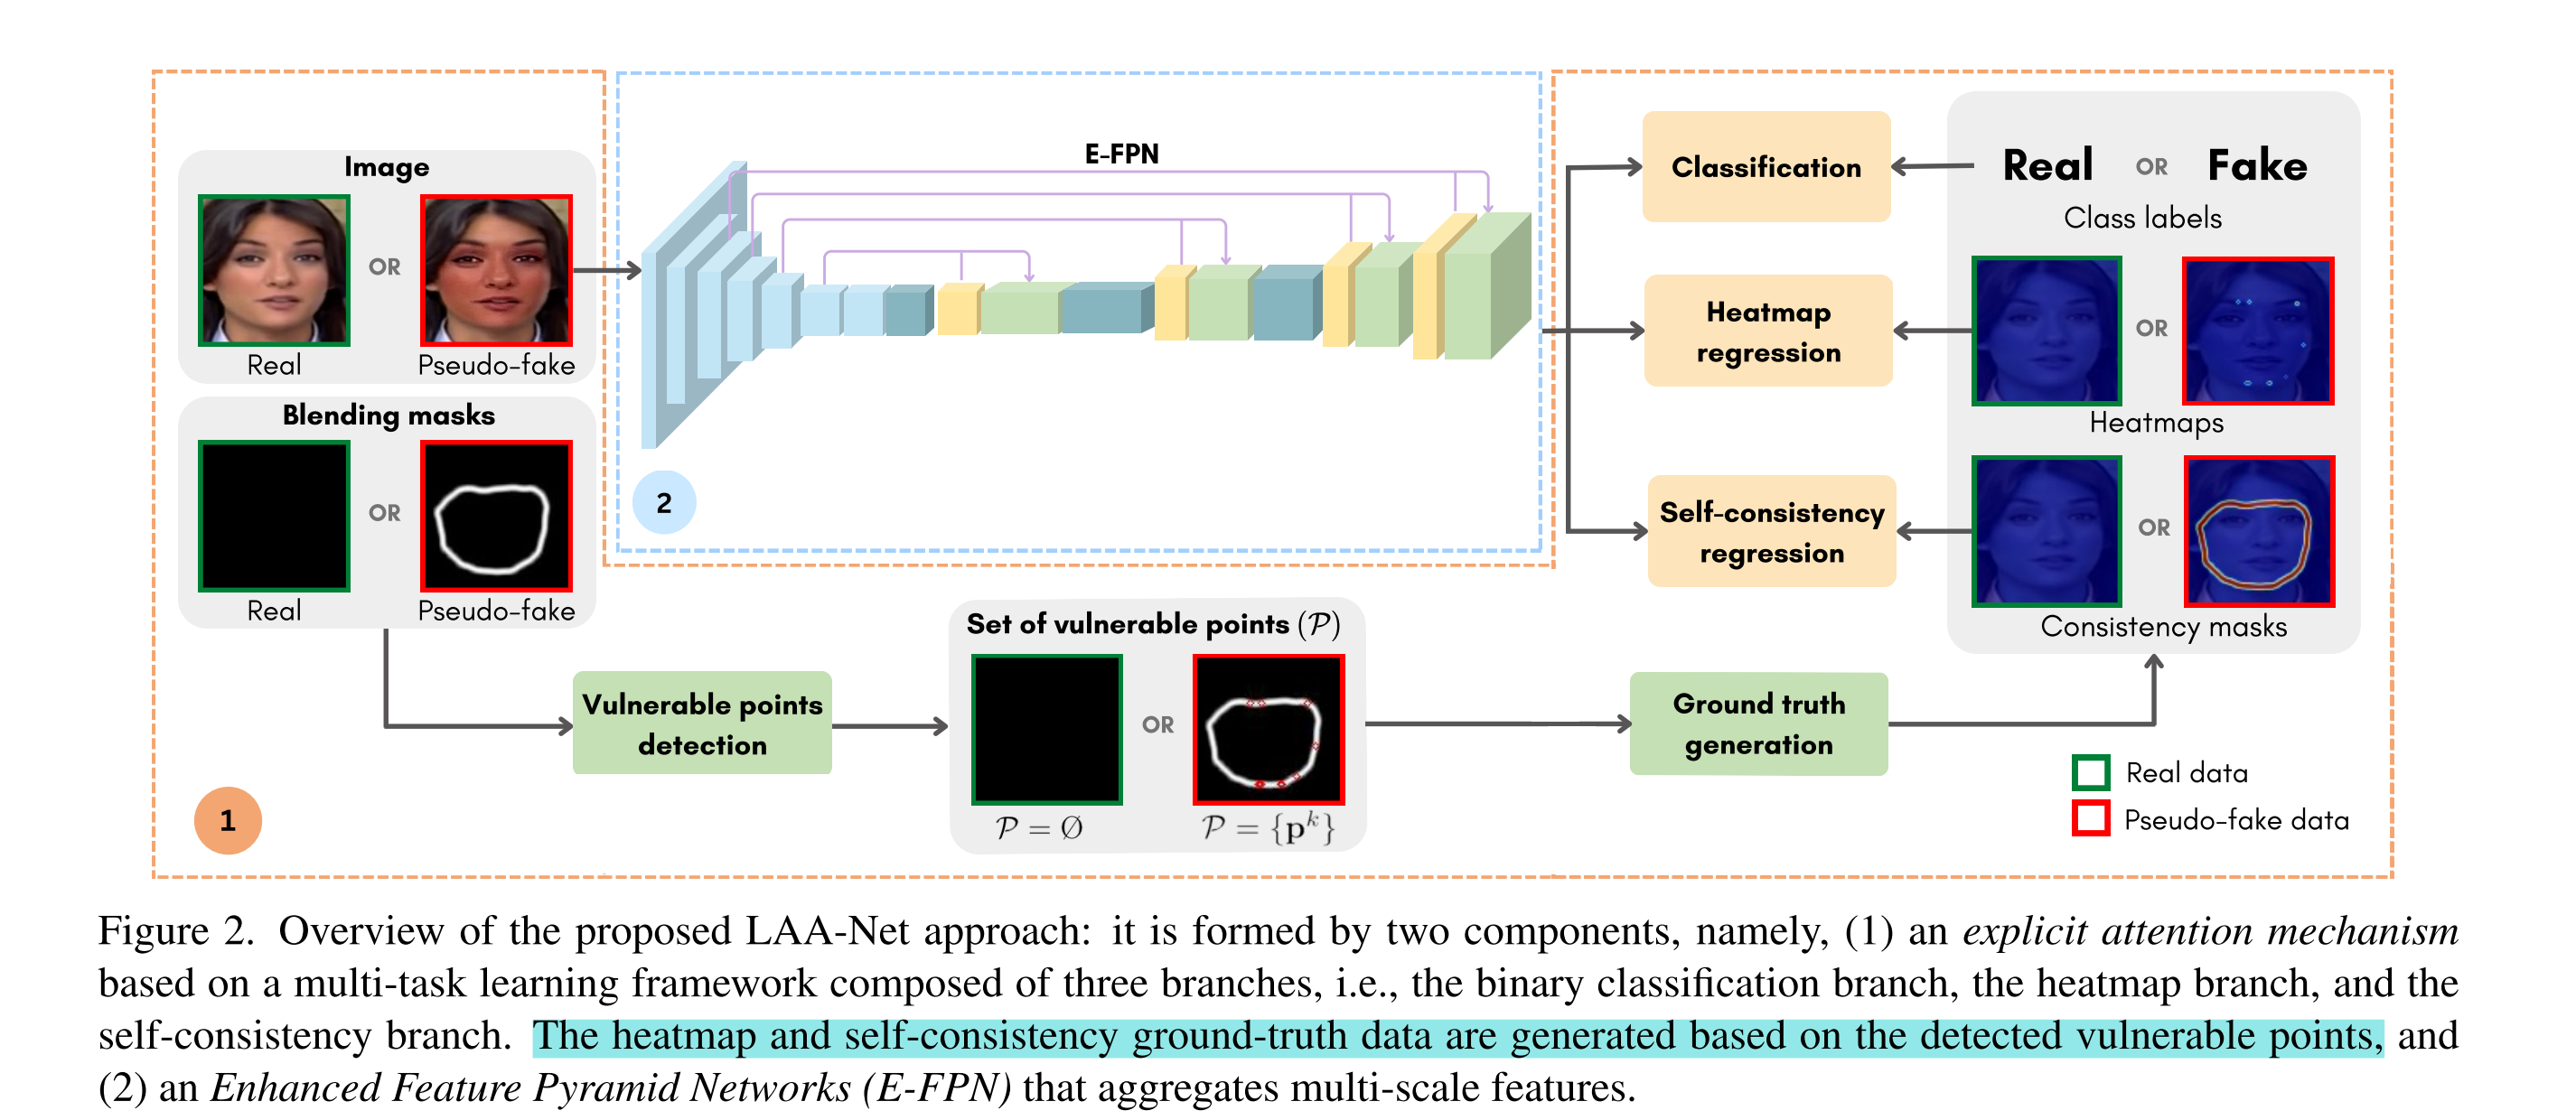 Image
OR
Real
Pseudo-fake
Blending masks
OR
Real
Pseudo-fake
1
E-FPN
2
Classification
Heatmap
regression
Self-consistency
regression
Real OR Fake
Class labels
OR
Heatmaps
OR
Consistency masks
Vulnerable points
detection
Set of vulnerable points (𝒫)
OR
𝒫 = Ø
𝒫 = {𝐩ᵏ}
Ground truth
generation
Real data
Pseudo-fake data
Figure 2. Overview of the proposed LAA-Net approach: it is formed by two components, namely, (1) an explicit attention mechanism
based on a multi-task learning framework composed of three branches, i.e., the binary classification branch, the heatmap branch, and the
self-consistency branch. The heatmap and self-consistency ground-truth data are generated based on the detected vulnerable points, and
(2) an Enhanced Feature Pyramid Networks (E-FPN) that aggregates multi-scale features.